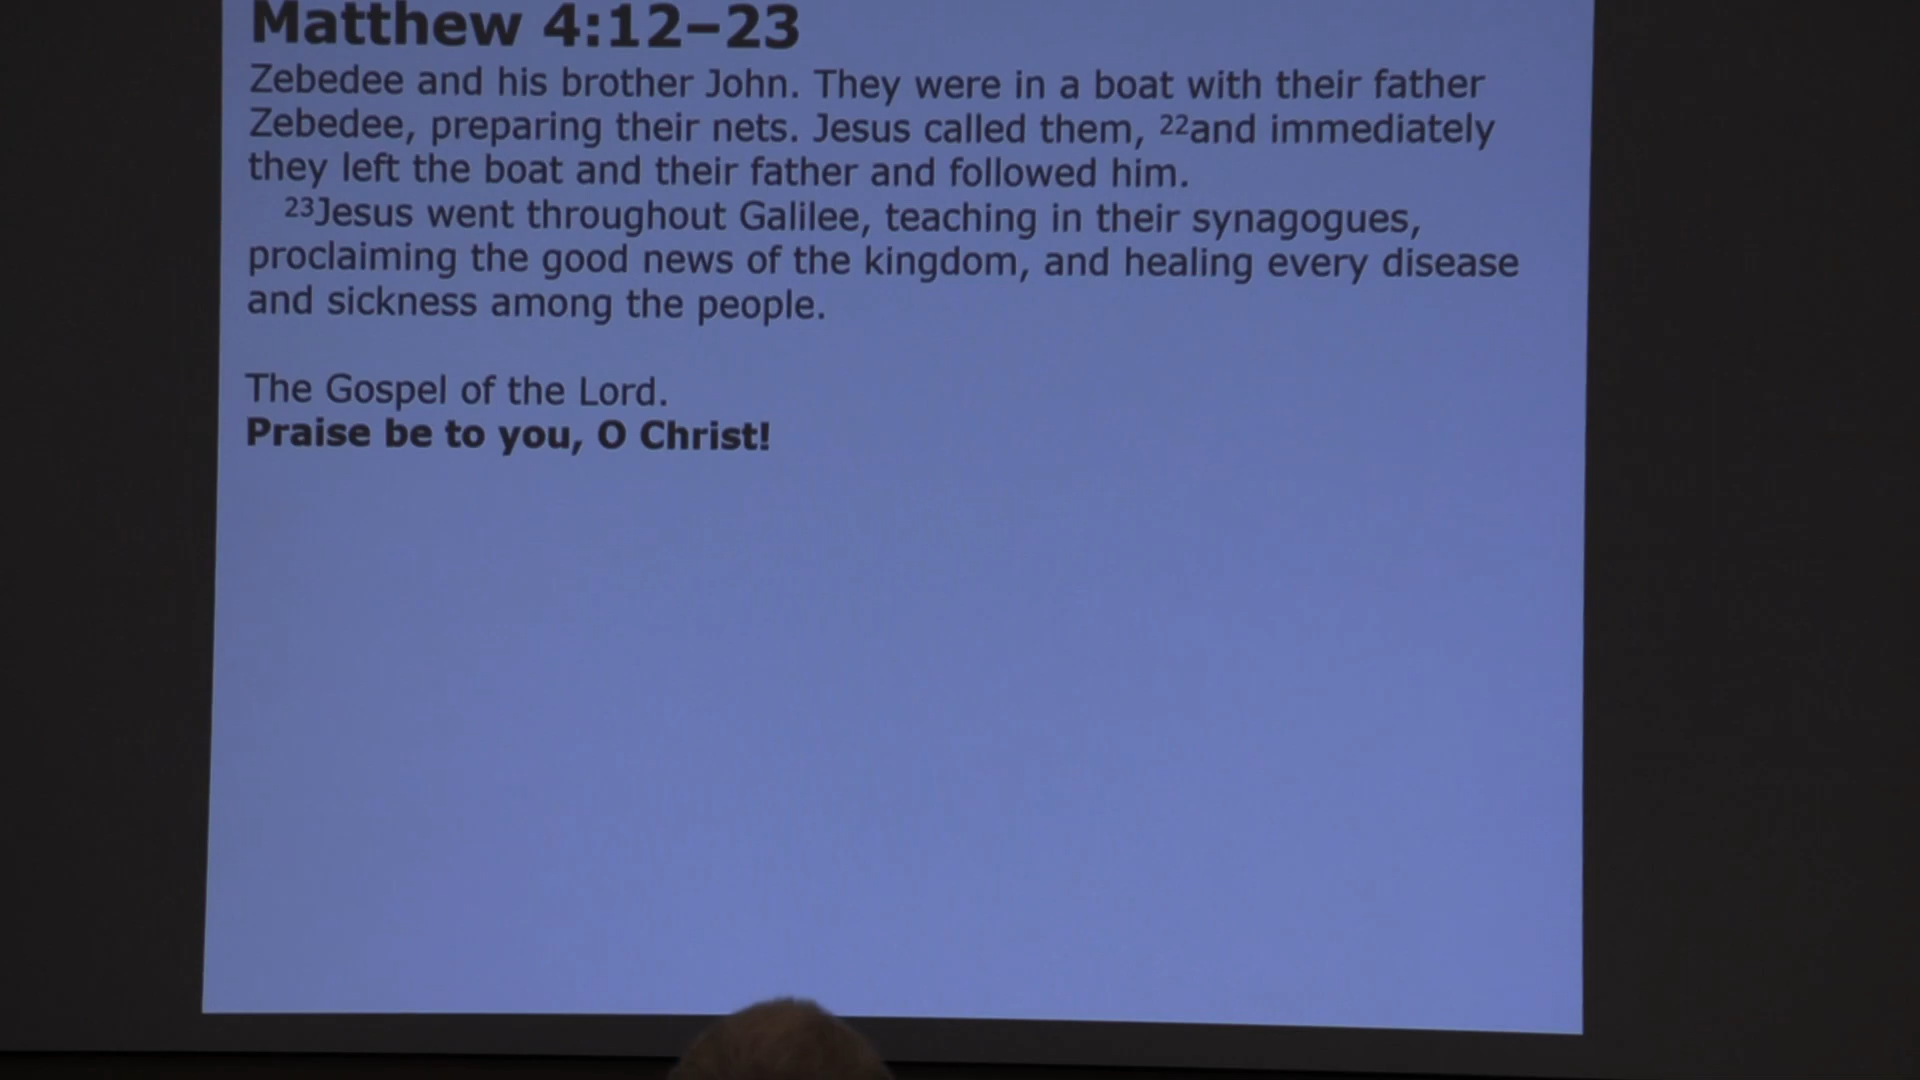 Matthew 4:12–23
Zebedee and his brother John. They were in a boat with their father
Zebedee, preparing their nets. Jesus called them, 22and immediately
they left the boat and their father and followed him.
23Jesus went throughout Galilee, teaching in their synagogues,
proclaiming the good news of the kingdom, and healing every disease
and sickness among the people.
The Gospel of the Lord.
Praise be to you, O Christ!